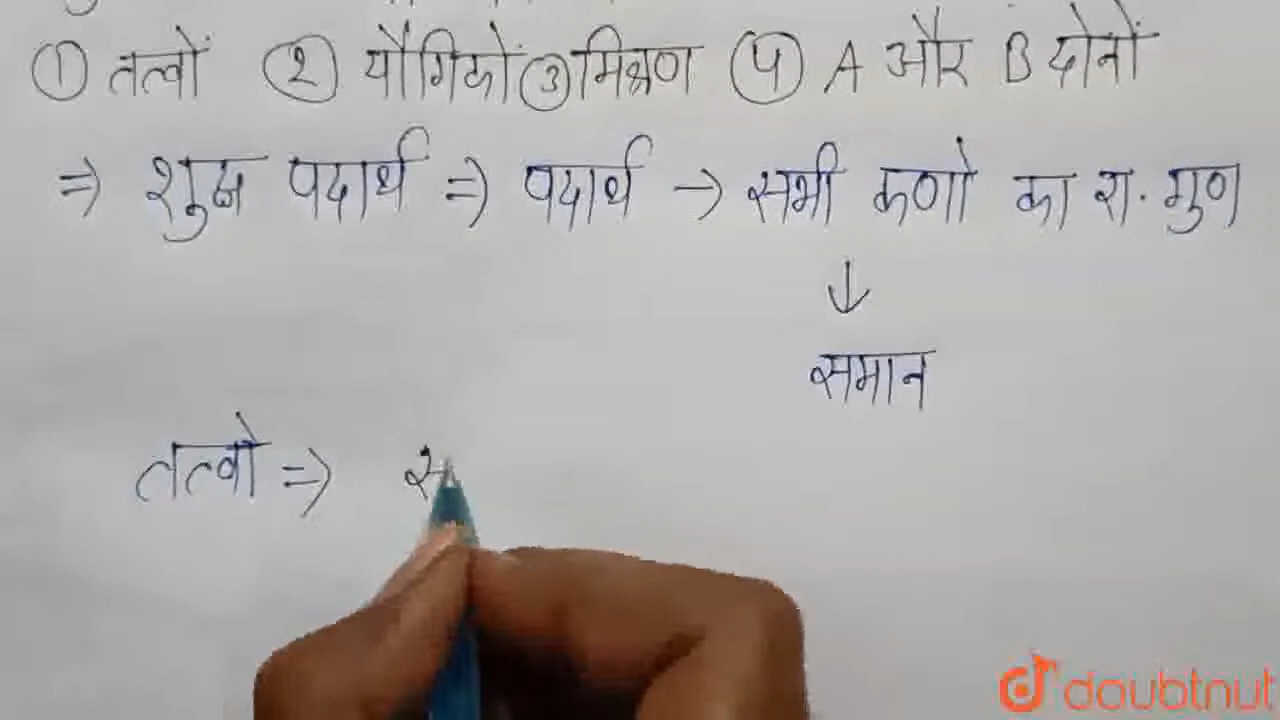 ① तत्वों ② यौगिकों ③ मिश्रण ④ A और B दोनों
⇒ शुद्ध पदार्थ ⇒ पदार्थ → सभी कणो का रा. गुण
↓
समान
तत्वो ⇒ स
doubtnut